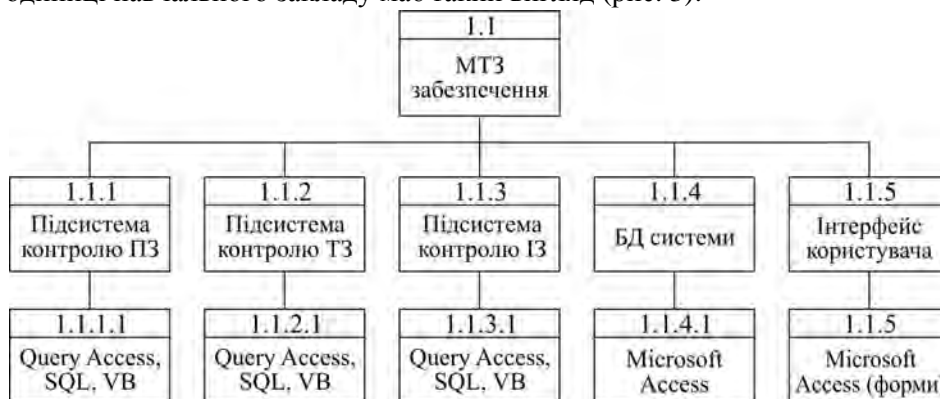 одиниці навчального закладу має такий вигляд (рис. 3):
1.1
МТЗ
забезпечення
1.1.1
Підсистема
контролю ПЗ
1.1.2
Підсистема
контролю ТЗ
1.1.3
Підсистема
контролю ІЗ
1.1.4
БД системи
1.1.5
Інтерфейс
користувача
1.1.1.1
Query Access,
SQL, VB
1.1.2.1
Query Access,
SQL, VB
1.1.3.1
Query Access,
SQL, VB
1.1.4.1
Microsoft
Access
1.1.5
Microsoft
Access (форми)